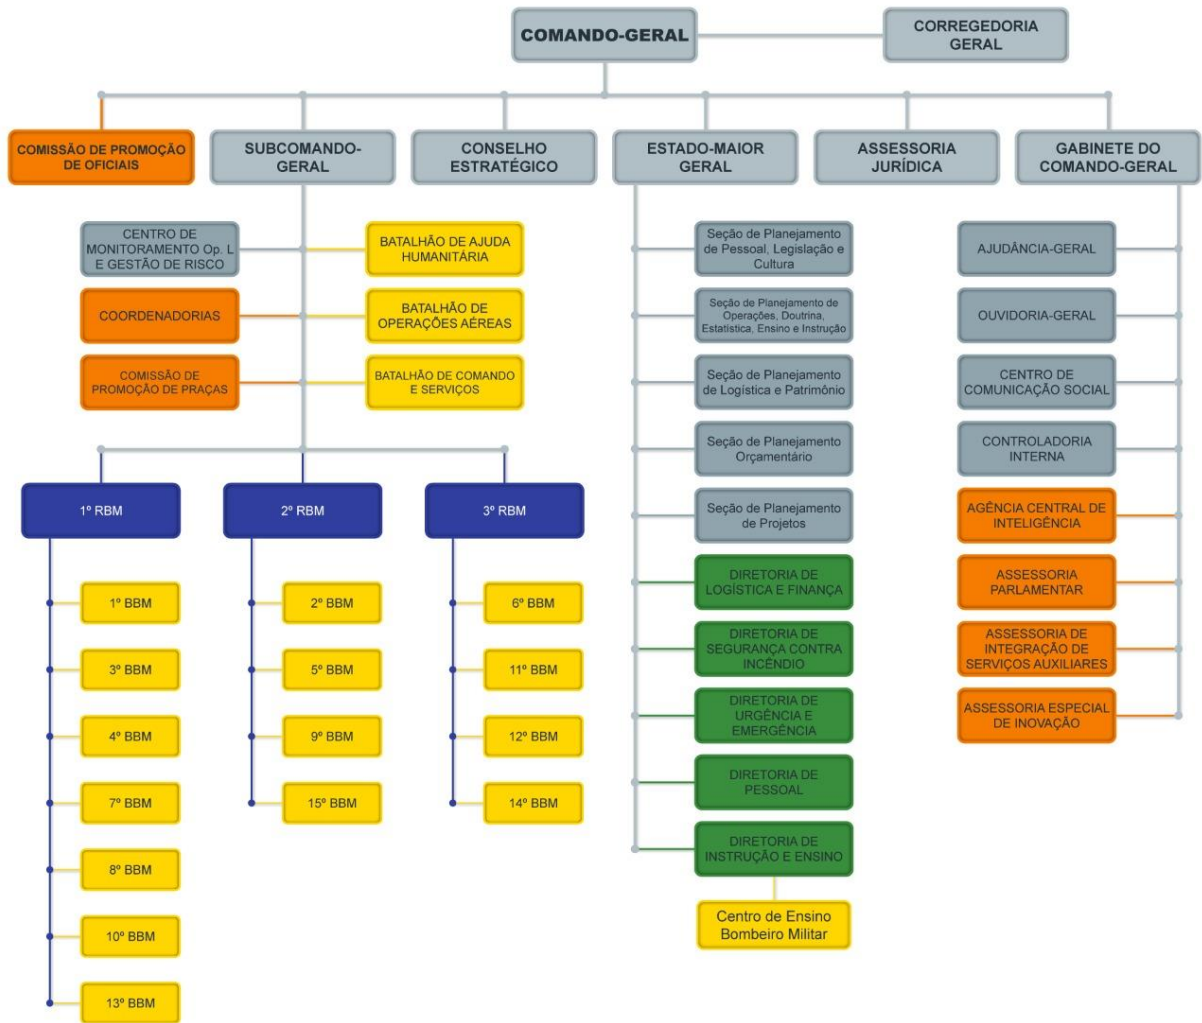 COMANDO-GERAL
CORREGEDORIA
GERAL
COMISSÃO DE PROMOÇÃO
DE OFICIAIS
SUBCOMANDO-
GERAL
CONSELHO
ESTRATÉGICO
ESTADO-MAIOR
GERAL
ASSESSORIA
JURÍDICA
GABINETE DO
COMANDO-GERAL
CENTRO DE
MONITORAMENTO Op. L
E GESTÃO DE RISCO
COORDENADORIAS
COMISSÃO DE
PROMOÇÃO DE PRAÇAS
BATALHÃO DE AJUDA
HUMANITÁRIA
BATALHÃO DE
OPERAÇÕES AÉREAS
BATALHÃO DE COMANDO
E SERVIÇOS
1º RBM
1º BBM
3º BBM
4º BBM
7º BBM
8º BBM
10º BBM
13º BBM
2º RBM
2º BBM
5º BBM
9º BBM
15º BBM
3º RBM
6º BBM
11º BBM
12º BBM
14º BBM
Seção de Planejamento
de Pessoal, Legislação e
Cultura
Seção de Planejamento de
Operações, Doutrina,
Estatística, Ensino e Instrução
Seção de Planejamento
de Logística e Patrimônio
Seção de Planejamento
Orçamentário
Seção de Planejamento
de Projetos
DIRETORIA DE
LOGÍSTICA E FINANÇA
DIRETORIA DE
SEGURANÇA CONTRA
INCÊNDIO
DIRETORIA DE
URGÊNCIA E
EMERGÊNCIA
DIRETORIA DE
PESSOAL
DIRETORIA DE
INSTRUÇÃO E ENSINO
Centro de Ensino
Bombeiro Militar
AJUDÂNCIA-GERAL
OUVIDORIA-GERAL
CENTRO DE
COMUNICAÇÃO SOCIAL
CONTROLADORIA
INTERNA
AGÊNCIA CENTRAL DE
INTELIGÊNCIA
ASSESSORIA
PARLAMENTAR
ASSESSORIA DE
INTEGRAÇÃO DE
SERVIÇOS AUXILIARES
ASSESSORIA ESPECIAL
DE INOVAÇÃO